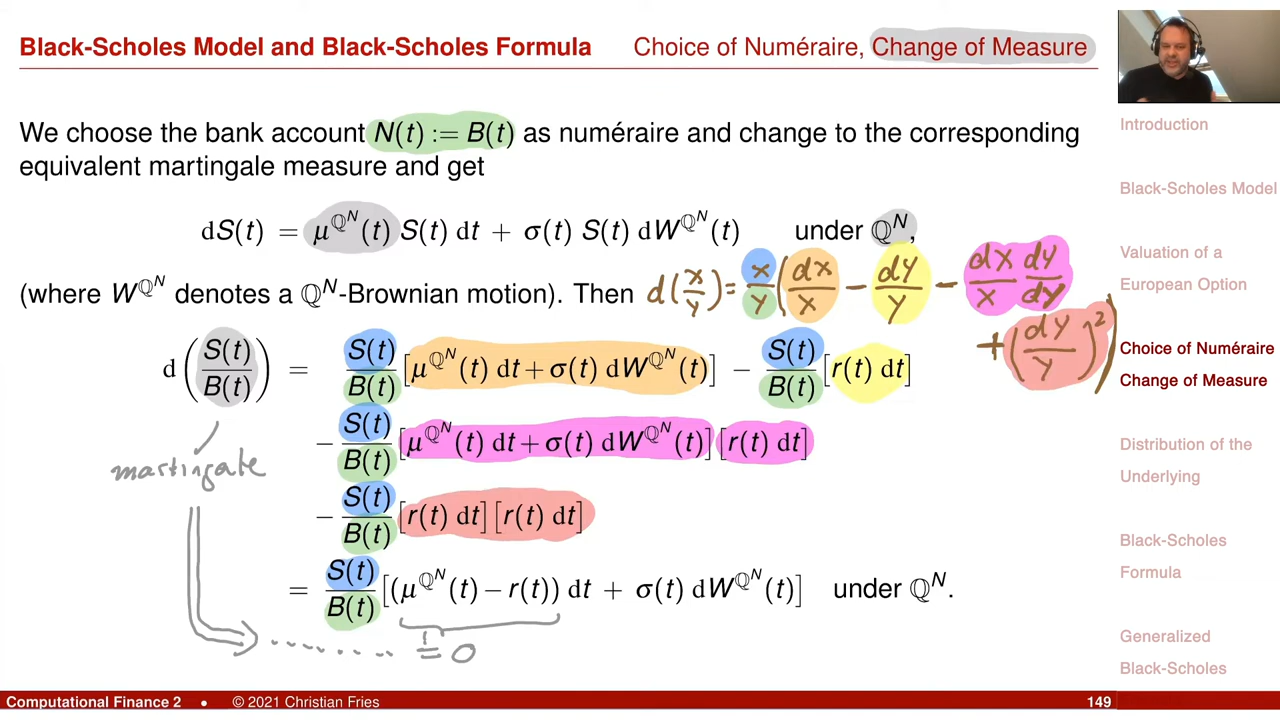 Black-Scholes Model and Black-Scholes Formula
Choice of Numéraire, Change of Measure
We choose the bank account N(t) := B(t) as numéraire and change to the corresponding
equivalent martingale measure and get
dS(t) = μ^{ℚ^N}(t) S(t) dt + σ(t) S(t) dW^{ℚ^N}(t) under ℚ^N,
(where W^{ℚ^N} denotes a ℚ^N-Brownian motion). Then
d(X/Y) = X/Y (dX/X − dY/Y − dX/X dY/dY
+ (dY/Y)²)
d(S(t)/B(t)) = S(t)/B(t) [μ^{ℚ^N}(t) dt + σ(t) dW^{ℚ^N}(t)] − S(t)/B(t) [r(t) dt]
− S(t)/B(t) [μ^{ℚ^N}(t) dt + σ(t) dW^{ℚ^N}(t)] [r(t) dt]
martingale
− S(t)/B(t) [r(t) dt] [r(t) dt]
= S(t)/B(t) [(μ^{ℚ^N}(t) − r(t)) dt + σ(t) dW^{ℚ^N}(t)] under ℚ^N.
! = 0
Introduction
Black-Scholes Model
Valuation of a
European Option
Choice of Numéraire
Change of Measure
Distribution of the
Underlying
Black-Scholes
Formula
Generalized
Black-Scholes
Computational Finance 2 • © 2021 Christian Fries
149